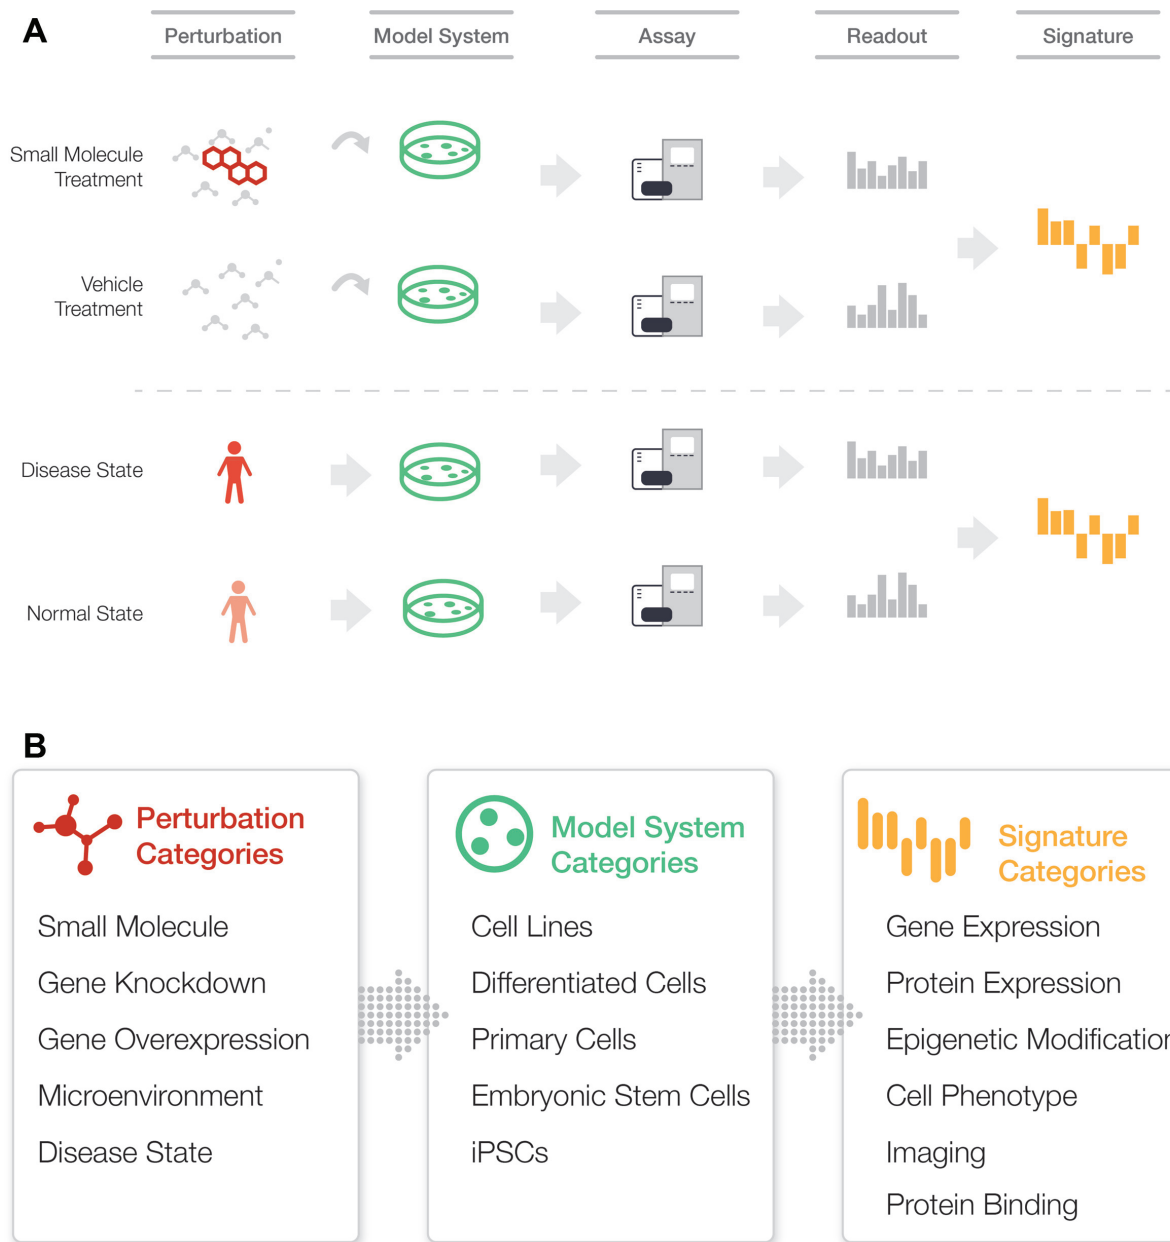 A
Perturbation
Model System
Assay
Readout
Signature
Small Molecule
Treatment
Vehicle
Treatment
Disease State
Normal State
B
Perturbation
Categories
Small Molecule
Gene Knockdown
Gene Overexpression
Microenvironment
Disease State
Model System
Categories
Cell Lines
Differentiated Cells
Primary Cells
Embryonic Stem Cells
iPSCs
Signature
Categories
Gene Expression
Protein Expression
Epigenetic Modification
Cell Phenotype
Imaging
Protein Binding